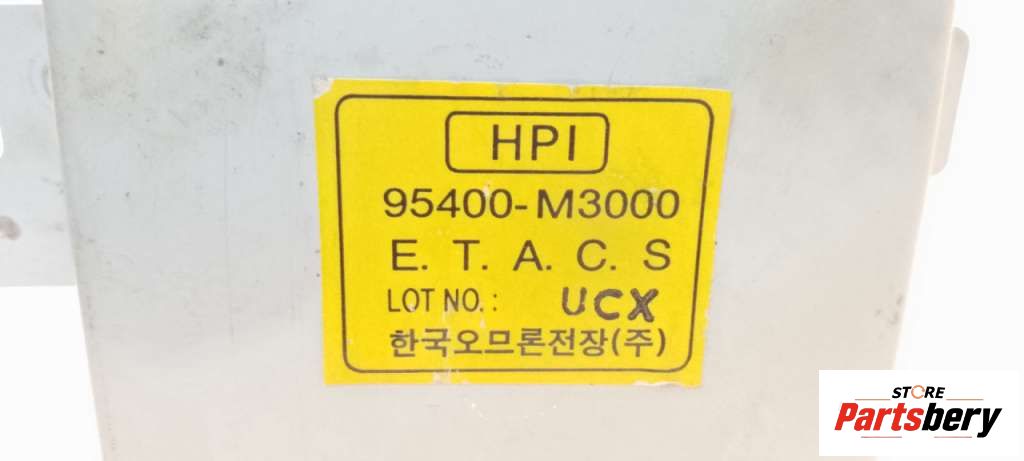 HPI
95400-M3000
E. T. A. C. S
LOT NO.: UCX
한국오므론전장(주)
STORE
Partsbery